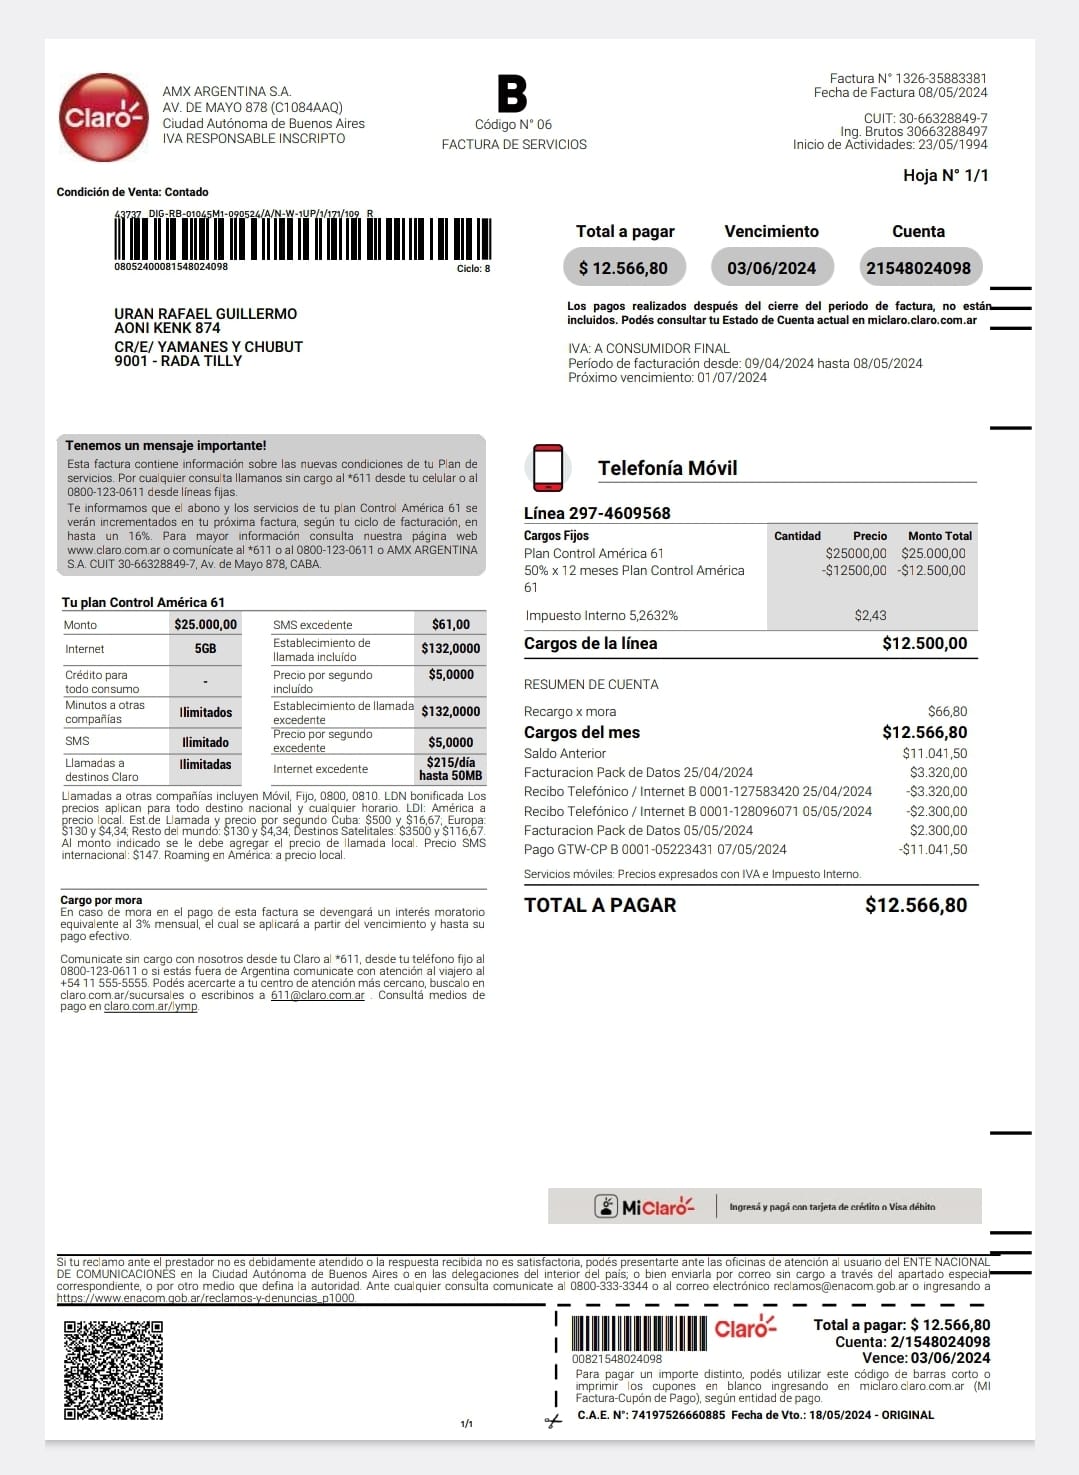 Claro
AMX ARGENTINA S.A.
AV. DE MAYO 878 (C1084AAQ)
Ciudad Autónoma de Buenos Aires
IVA RESPONSABLE INSCRIPTO
B
Código N° 06
FACTURA DE SERVICIOS
Factura N° 1326-35883381
Fecha de Factura 08/05/2024
CUIT: 30-66328849-7
Ing. Brutos 30663288497
Inicio de Actividades: 23/05/1994
Hoja N° 1/1
Condición de Venta: Contado
43737 DIG-RB-01045M1-090524/A/N-W-1UP/1/171/109 R
08052400081548024098
Ciclo: 8
URAN RAFAEL GUILLERMO
AONI KENK 874
CR/E/ YAMANES Y CHUBUT
9001 - RADA TILLY
Total a pagar Vencimiento Cuenta
$ 12.566,80 03/06/2024 21548024098
Los pagos realizados después del cierre del periodo de factura, no están
incluidos. Podés consultar tu Estado de Cuenta actual en miclaro.claro.com.ar
IVA: A CONSUMIDOR FINAL
Período de facturación desde: 09/04/2024 hasta 08/05/2024
Próximo vencimiento: 01/07/2024
Tenemos un mensaje importante!
Esta factura contiene información sobre las nuevas condiciones de tu Plan de
servicios. Por cualquier consulta llamanos sin cargo al *611 desde tu celular o al
0800-123-0611 desde líneas fijas.
Te informamos que el abono y los servicios de tu plan Control América 61 se
verán incrementados en tu próxima factura, según tu ciclo de facturación, en
hasta un 16%. Para mayor información consulta nuestra página web
www.claro.com.ar o comunícate al *611 o al 0800-123-0611 o AMX ARGENTINA
S.A. CUIT 30-66328849-7, Av. de Mayo 878, CABA.
Tu plan Control América 61
Monto $25.000,00 SMS excedente $61,00
Internet 5GB Establecimiento de llamada incluído $132,0000
Crédito para todo consumo - Precio por segundo incluído $5,0000
Minutos a otras compañías Ilimitados Establecimiento de llamada excedente $132,0000
SMS Ilimitado Precio por segundo excedente $5,0000
Llamadas a destinos Claro Ilimitadas Internet excedente $215/día hasta 50MB
Llamadas a otras compañías incluyen Móvil, Fijo, 0800, 0810. LDN bonificada Los
precios aplican para todo destino nacional y cualquier horario. LDI: América a
precio local. Est.de Llamada y precio por segundo Cuba: $500 y $16,67; Europa:
$130 y $4,34; Resto del mundo: $130 y $4,34; Destinos Satelitales: $3500 y $116,67.
Al monto indicado se le debe agregar el precio de llamada local. Precio SMS
internacional: $147. Roaming en América: a precio local.
Cargo por mora
En caso de mora en el pago de esta factura se devengará un interés moratorio
equivalente al 3% mensual, el cual se aplicará a partir del vencimiento y hasta su
pago efectivo.
Comunicate sin cargo con nosotros desde tu Claro al *611, desde tu teléfono fijo al
0800-123-0611 o si estás fuera de Argentina comunicate con atención al viajero al
+54 11 555-5555. Podés acercarte a tu centro de atención más cercano, buscalo en
claro.com.ar/sucursales o escribinos a 611@claro.com.ar . Consultá medios de
pago en claro.com.ar/lymp.
Telefonía Móvil
Línea 297-4609568
Cargos Fijos Cantidad Precio Monto Total
Plan Control América 61 $25000,00 $25.000,00
50% x 12 meses Plan Control América -$12500,00 -$12.500,00
61
Impuesto Interno 5,2632% $2,43
Cargos de la línea $12.500,00
RESUMEN DE CUENTA
Recargo x mora $66,80
Cargos del mes $12.566,80
Saldo Anterior $11.041,50
Facturacion Pack de Datos 25/04/2024 $3.320,00
Recibo Telefónico / Internet B 0001-127583420 25/04/2024 -$3.320,00
Recibo Telefónico / Internet B 0001-128096071 05/05/2024 -$2.300,00
Facturacion Pack de Datos 05/05/2024 $2.300,00
Pago GTW-CP B 0001-05223431 07/05/2024 -$11.041,50
Servicios móviles: Precios expresados con IVA e Impuesto Interno.
TOTAL A PAGAR $12.566,80
MiClaro Ingresá y pagá con tarjeta de crédito o Visa débito
Si tu reclamo ante el prestador no es debidamente atendido o la respuesta recibida no es satisfactoria, podés presentarte ante las oficinas de atención al usuario del ENTE NACIONAL
DE COMUNICACIONES en la Ciudad Autónoma de Buenos Aires o en las delegaciones del interior del país; o bien enviarla por correo sin cargo a través del apartado especial
correspondiente, o por otro medio que defina la autoridad. Ante cualquier consulta comunicate al 0800-333-3344 o al correo electrónico reclamos@enacom.gob.ar o ingresando a
https://www.enacom.gob.ar/reclamos-y-denuncias_p1000.
1/1
00821548024098
Claro
Total a pagar: $ 12.566,80
Cuenta: 2/1548024098
Vence: 03/06/2024
Para pagar un importe distinto, podés utilizar este código de barras corto o
imprimir los cupones en blanco ingresando en miclaro.claro.com.ar (MI
Factura-Cupón de Pago), según entidad de pago.
C.A.E. N°: 74197526660885 Fecha de Vto.: 18/05/2024 - ORIGINAL